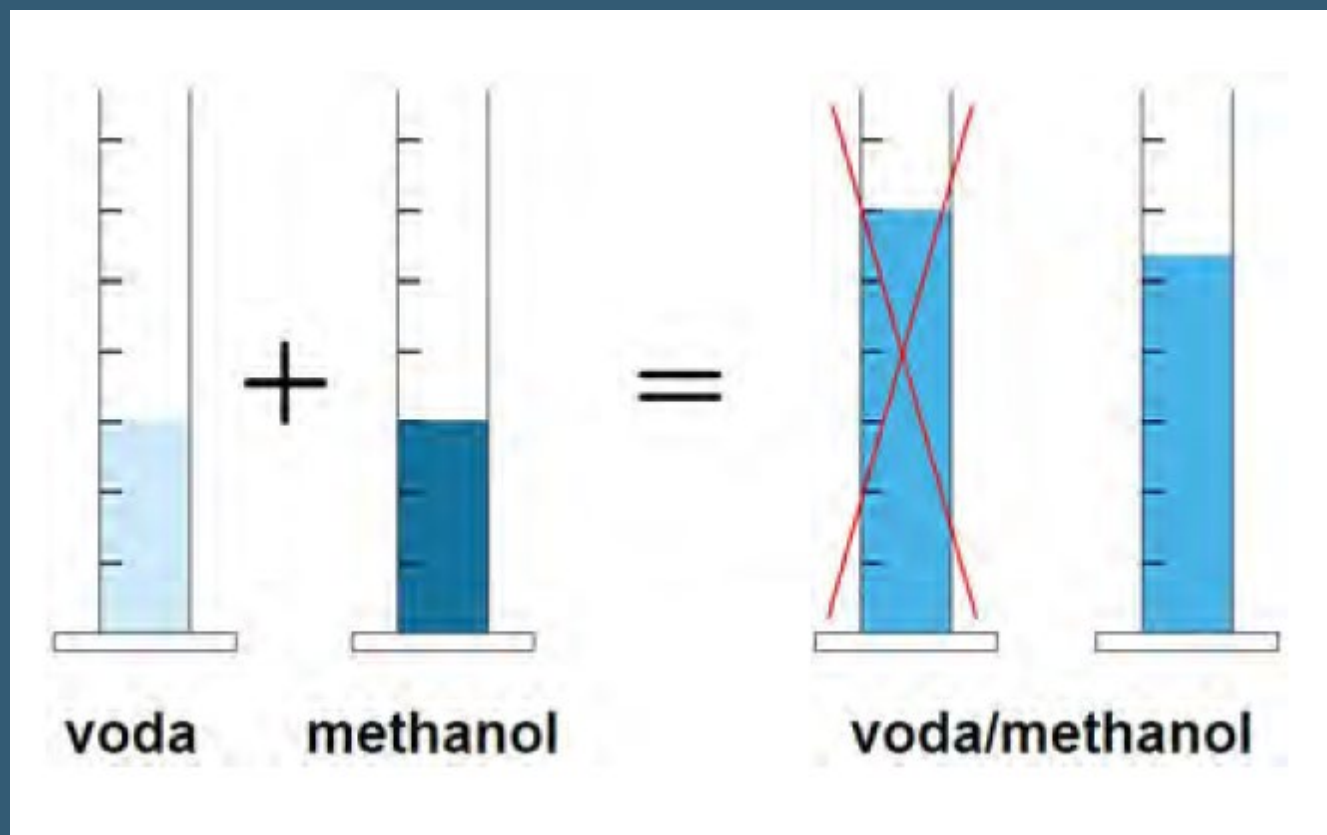 +
=
voda
methanol
voda/methanol